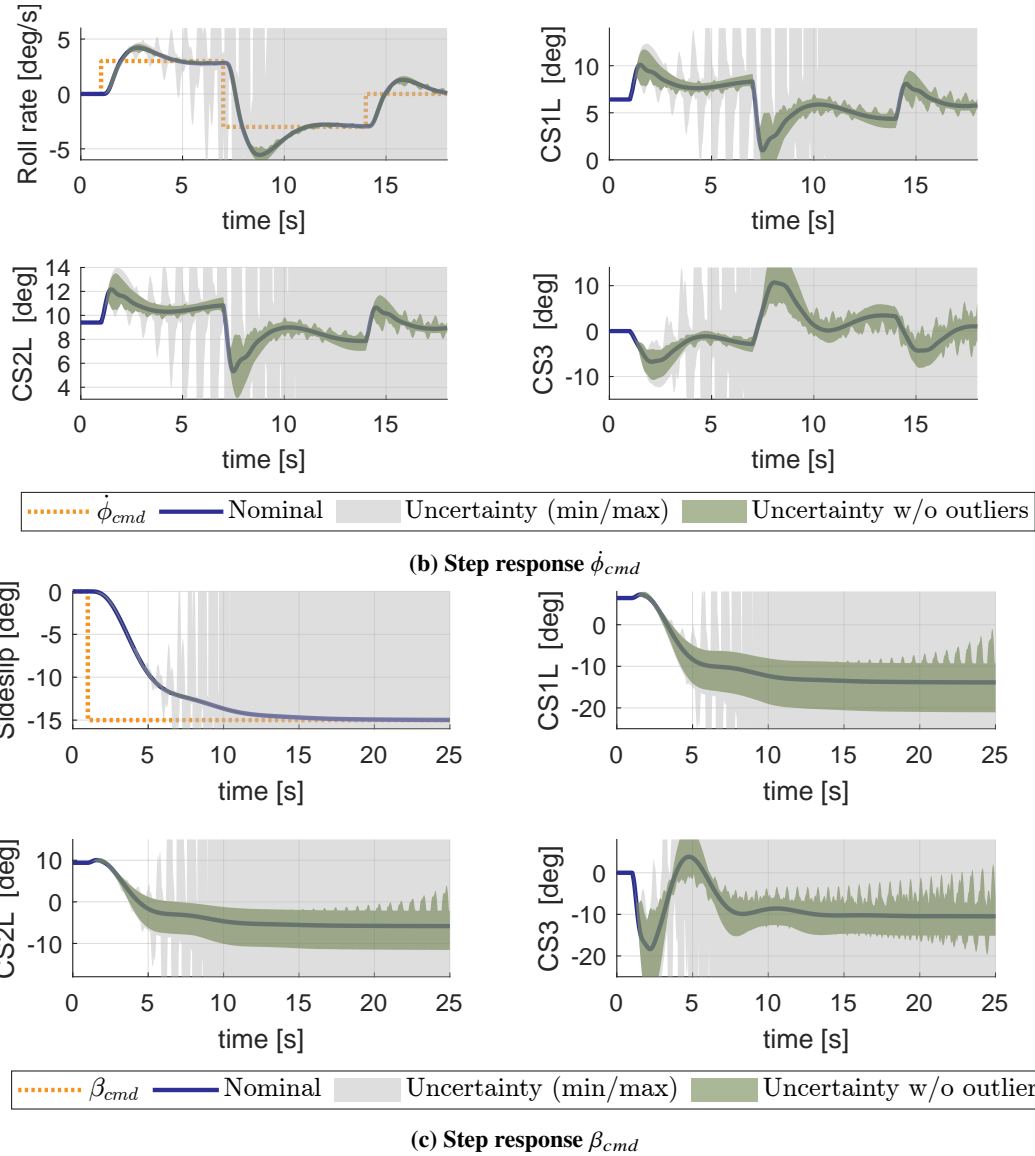 Roll rate [deg/s]
5
0
-5
0 5 10 15
time [s]
CS1L [deg]
10
5
0
0 5 10 15
time [s]
CS2L [deg]
14
12
10
8
6
4
0 5 10 15
time [s]
CS3 [deg]
10
0
-10
0 5 10 15
time [s]
ϕ̇cmd Nominal Uncertainty (min/max) Uncertainty w/o outliers
(b) Step response ϕ̇cmd
Sideslip [deg]
0
-5
-10
-15
0 5 10 15 20 25
time [s]
CS1L [deg]
0
-10
-20
0 5 10 15 20 25
time [s]
CS2L [deg]
10
0
-10
0 5 10 15 20 25
time [s]
CS3 [deg]
0
-10
-20
0 5 10 15 20 25
time [s]
βcmd Nominal Uncertainty (min/max) Uncertainty w/o outlier
(c) Step response βcmd